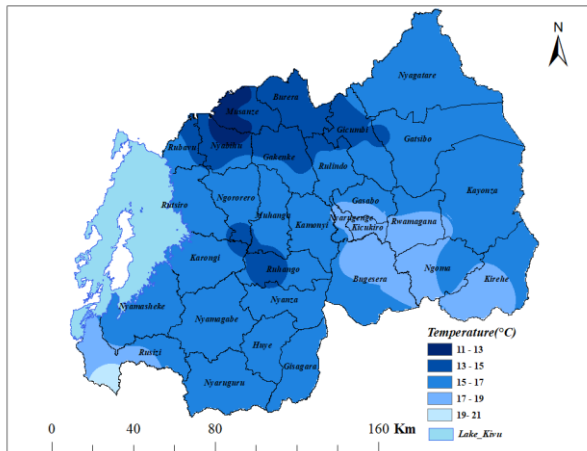 N
Nyagatare
Burera
Musanze
Gicumbi
Rubavu
Nyabihu
Gatsibo
Gakenke
Rulindo
Kayonza
Rutsiro
Ngororero
Gasabo
Muhanga
Nyarugenge
Rwamagana
Kamonyi
Kicukiro
Karongi
Ruhango
Ngoma
Kirehe
Bugesera
Nyamasheke
Nyanza
Nyamagabe
Huye
Rusizi
Gisagara
Nyaruguru
Temperature(°C)
11 - 13
13 - 15
15 - 17
17 - 19
19- 21
Lake_Kivu
0 40 80 160 Km